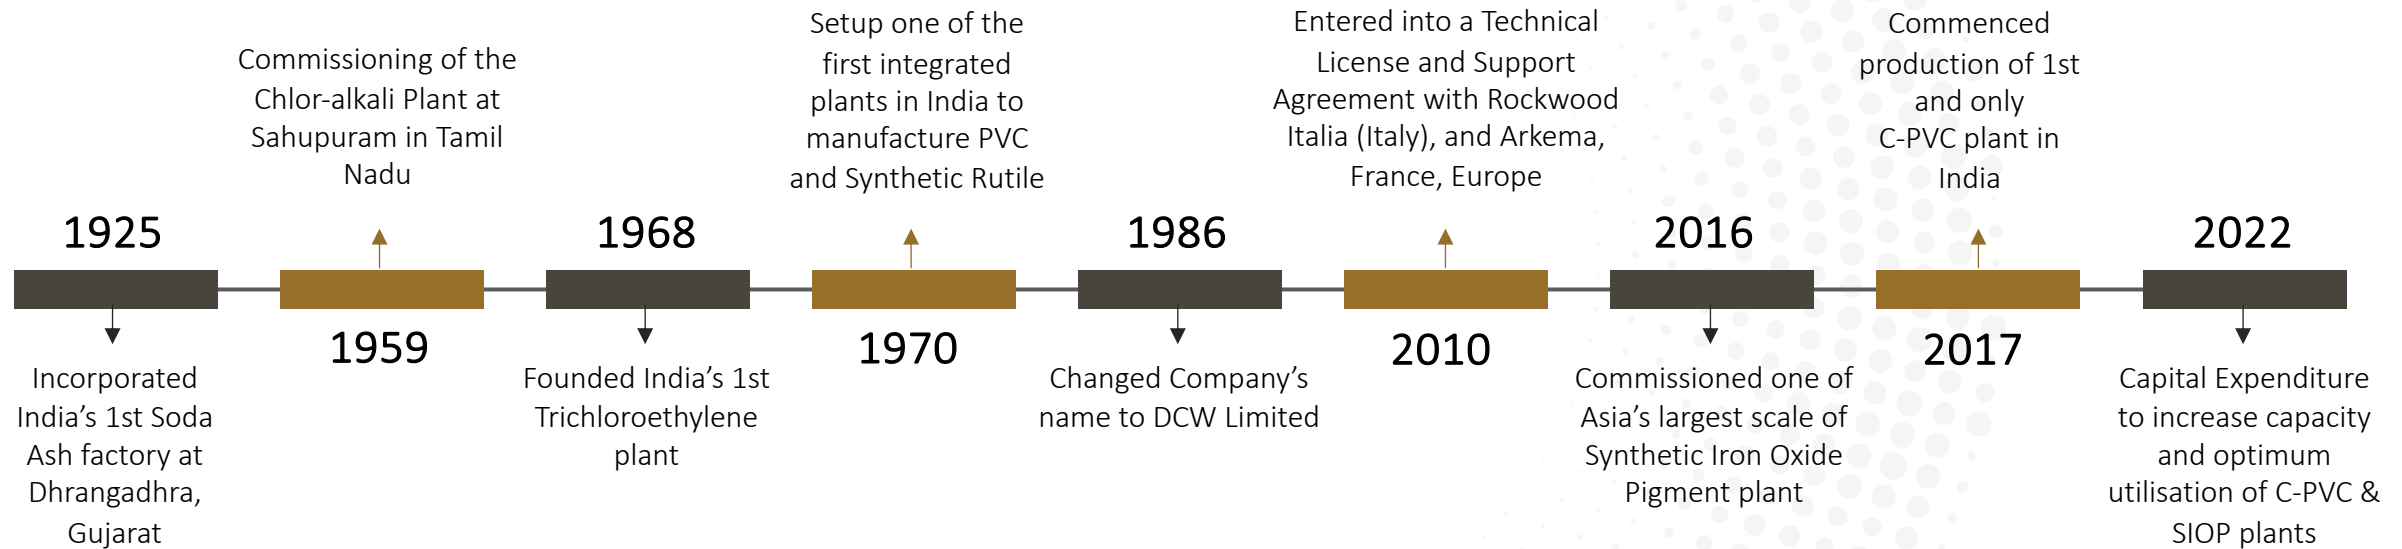 1925
Incorporated
India's 1st Soda
Ash factory at
Dhrangadhra,
Gujarat
Commissioning of the
Chlor-alkali Plant at
Sahupuram in Tamil
Nadu
1959
1968
Founded India's 1st
Trichloroethylene
plant
Setup one of the
first integrated
plants in India to
manufacture PVC
and Synthetic Rutile
1970
1986
Changed Company's
name to DCW Limited
Entered into a Technical
License and Support
Agreement with Rockwood
Italia (Italy), and Arkema,
France, Europe
2010
2016
Commissioned one of
Asia's largest scale of
Synthetic Iron Oxide
Pigment plant
Commenced
production of 1st
and only
C-PVC plant in
India
2017
2022
Capital Expenditure
to increase capacity
and optimum
utilisation of C-PVC &
SIOP plants